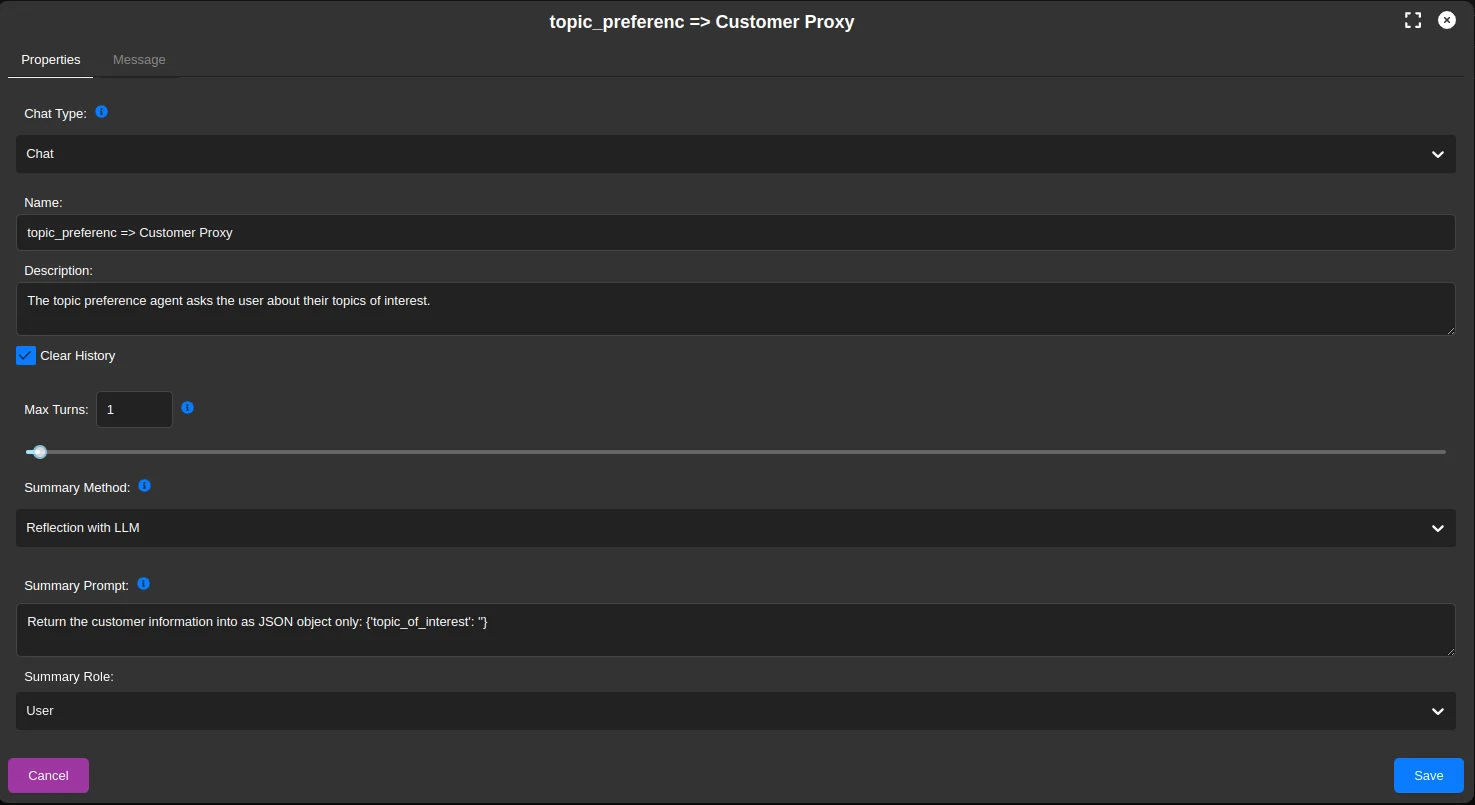 topic_preferenc => Customer Proxy
Properties Message
Chat Type:
Chat
Name:
topic_preferenc => Customer Proxy
Description:
The topic preference agent asks the user about their topics of interest.
Clear History
Max Turns: 1
Summary Method:
Reflection with LLM
Summary Prompt:
Return the customer information into as JSON object only: {'topic_of_interest': ''}
Summary Role:
User
Cancel Save